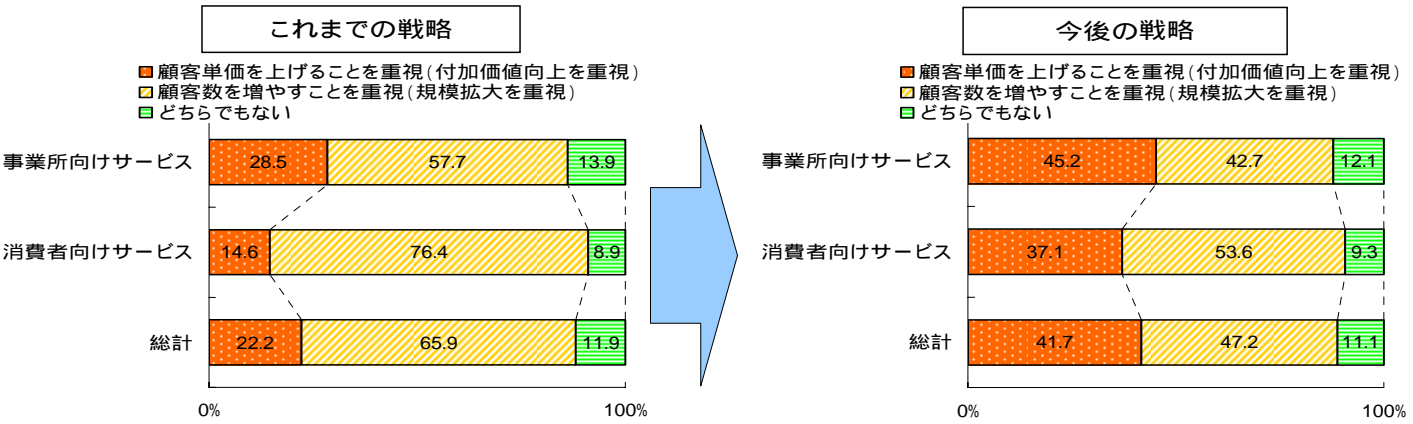 これまでの戦略
顧客単価を上げることを重視(付加価値向上を重視)
顧客数を増やすことを重視(規模拡大を重視)
どちらでもない
事業所向けサービス
28.5
57.7
13.9
消費者向けサービス
14.6
76.4
8.9
総計
22.2
65.9
11.9
0%
100%
今後の戦略
顧客単価を上げることを重視(付加価値向上を重視)
顧客数を増やすことを重視(規模拡大を重視)
どちらでもない
事業所向けサービス
45.2
42.7
12.1
消費者向けサービス
37.1
53.6
9.3
総計
41.7
47.2
11.1
0%
100%